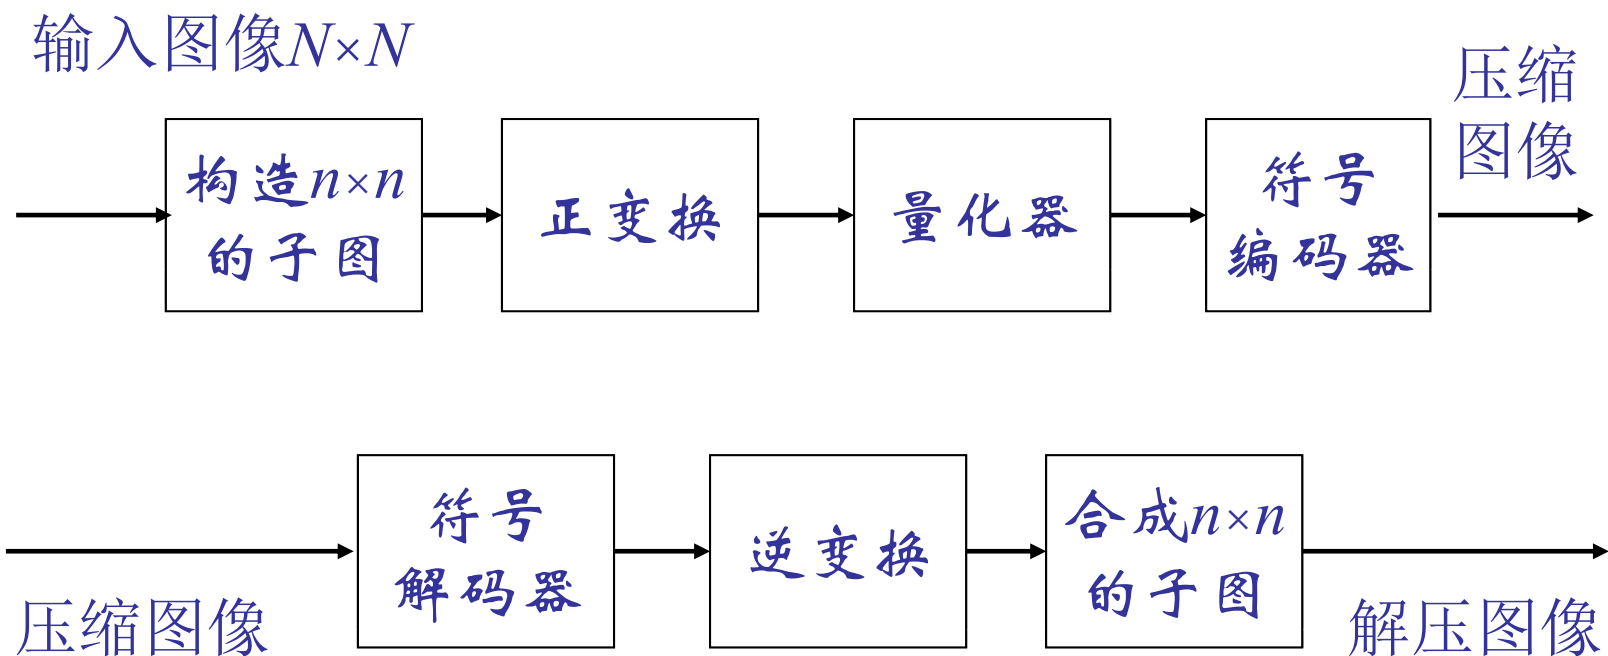 输入图像N×N
压缩
图像
构造n×n
的子图
正变换
量化器
符号
编码器
符号
解码器
逆变换
合成n×n
的子图
压缩图像
解压图像